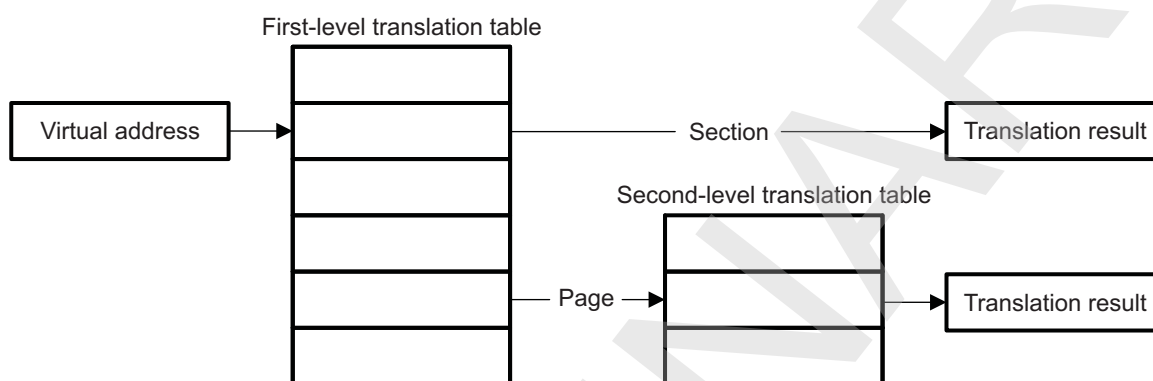 First-level translation table
Virtual address
Section
Translation result
Second-level translation table
Page
Translation result